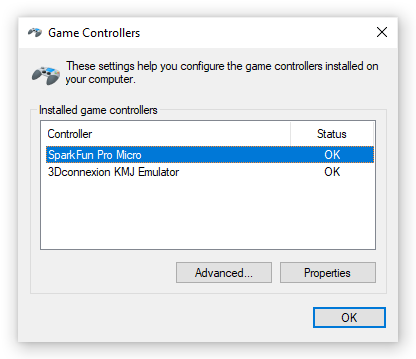 Game Controllers
These settings help you configure the game controllers installed on
your computer.
Installed game controllers
Controller Status
SparkFun Pro Micro OK
3Dconnexion KMJ Emulator OK
Advanced... Properties
OK